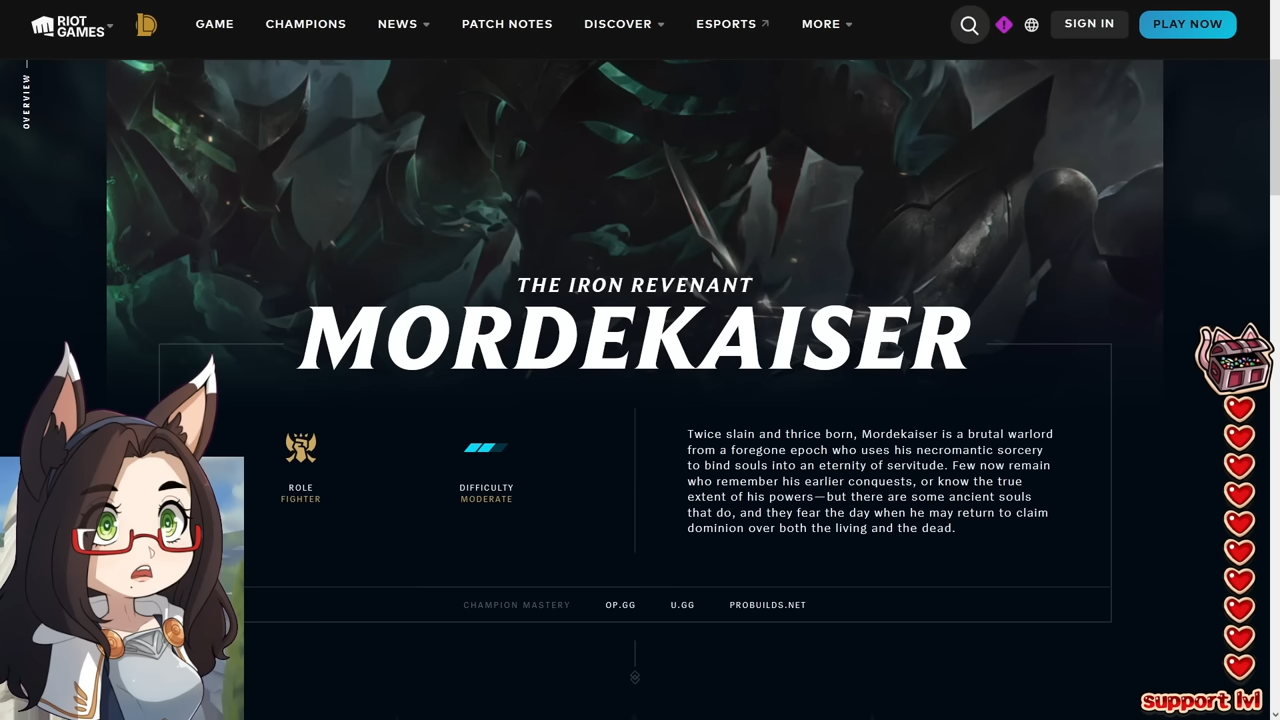 RIOT GAMES
GAME
CHAMPIONS
NEWS
PATCH NOTES
DISCOVER
ESPORTS
MORE
SIGN IN
PLAY NOW
OVERVIEW
THE IRON REVENANT
MORDEKAISER
ROLE
FIGHTER
DIFFICULTY
MODERATE
Twice slain and thrice born, Mordekaiser is a brutal warlord
from a foregone epoch who uses his necromantic sorcery
to bind souls into an eternity of servitude. Few now remain
who remember his earlier conquests, or know the true
extent of his powers—but there are some ancient souls
that do, and they fear the day when he may return to claim
dominion over both the living and the dead.
CHAMPION MASTERY
OP.GG
U.GG
PROBUILDS.NET
support lvl